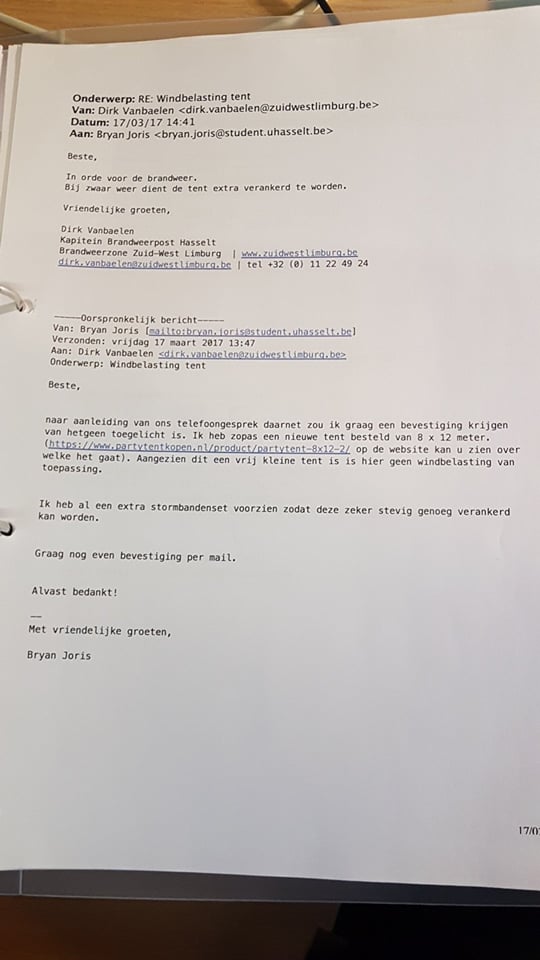 Onderwerp: RE: Windbelasting tent
Van: Dirk Vanbaelen <dirk.vanbaelen@zuidwestlimburg.be>
Datum: 17/03/17 14:41
Aan: Bryan Joris <bryan.joris@student.uhasselt.be>
Beste,
In orde voor de brandweer.
Bij zwaar weer dient de tent extra verankerd te worden.
Vriendelijke groeten,
Dirk Vanbaelen
Kapitein Brandweerpost Hasselt
Brandweerzone Zuid-West Limburg | www.zuidwestlimburg.be
dirk.vanbaelen@zuidwestlimburg.be | tel +32 (0) 11 22 49 24
-----Oorspronkelijk bericht-----
Van: Bryan Joris [mailto:bryan.joris@student.uhasselt.be]
Verzonden: vrijdag 17 maart 2017 13:47
Aan: Dirk Vanbaelen <dirk.vanbaelen@zuidwestlimburg.be>
Onderwerp: Windbelasting tent
Beste,
naar aanleiding van ons telefoongesprek daarnet zou ik graag een bevestiging krijgen
van hetgeen toegelicht is. Ik heb zopas een nieuwe tent besteld van 8 x 12 meter.
(https://www.partytentkopen.nl/product/partytent-8x12-2/ op de website kan u zien over
welke het gaat). Aangezien dit een vrij kleine tent is is hier geen windbelasting van
toepassing.
Ik heb al een extra stormbandenset voorzien zodat deze zeker stevig genoeg verankerd
kan worden.
Graag nog even bevestiging per mail.
Alvast bedankt!
--
Met vriendelijke groeten,
Bryan Joris
17/0